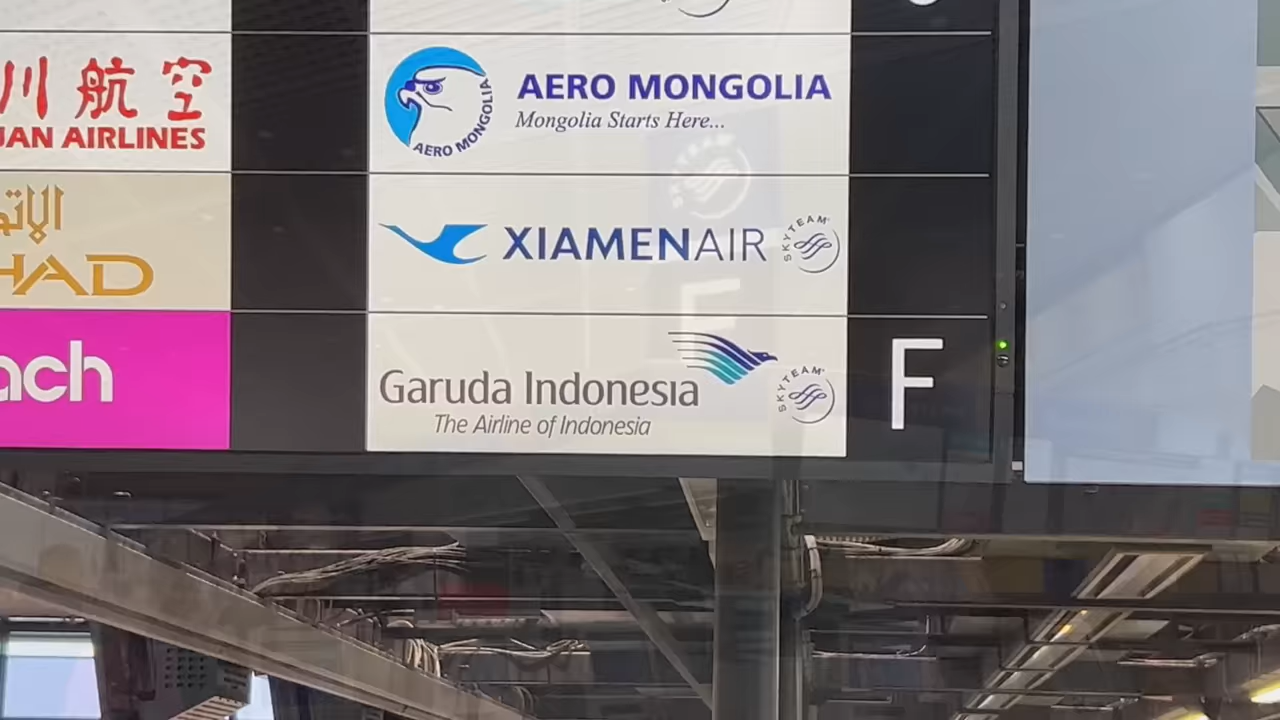 川 航 空
UAN AIRLINES
AERO MONGOLIA
Mongolia Starts Here...
AERO MONGOLIA
HAD
XIAMENAIR
SKYTEAM
ach
Garuda Indonesia
The Airline of Indonesia
SKYTEAM
F